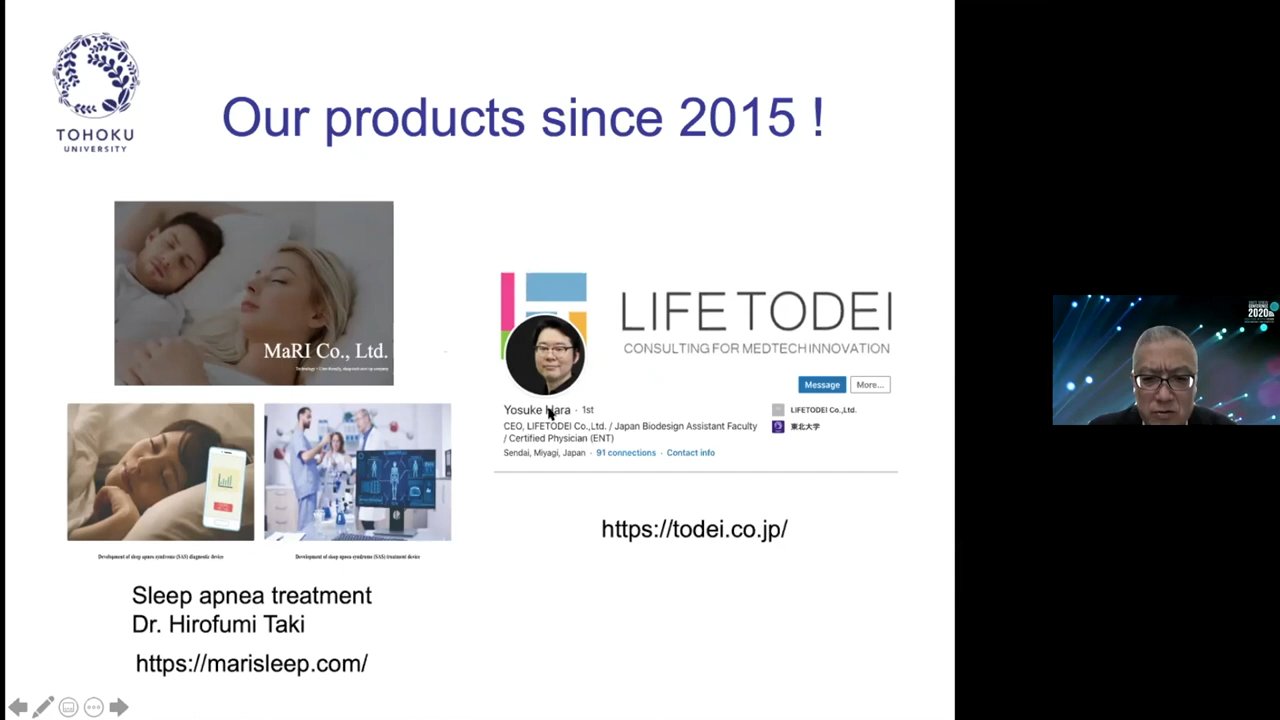 TOHOKU
UNIVERSITY
Our products since 2015 !
MaRI Co., Ltd.
Development of sleep apnea syndrome (SAS) diagnostic device
Development of sleep apnea syndrome (SAS) treatment device
Sleep apnea treatment
Dr. Hirofumi Taki
https://marisleep.com/
LIFETODEI
CONSULTING FOR MEDTECH INNOVATION
Message
More...
Yosuke Hara · 1st
CEO, LIFETODEI Co.,Ltd. / Japan Biodesign Assistant Faculty
/ Certified Physician (ENT)
Sendai, Miyagi, Japan · 91 connections · Contact info
LIFETODEI Co.,Ltd.
東北大学
https://todei.co.jp/
CONFERENCE
2020